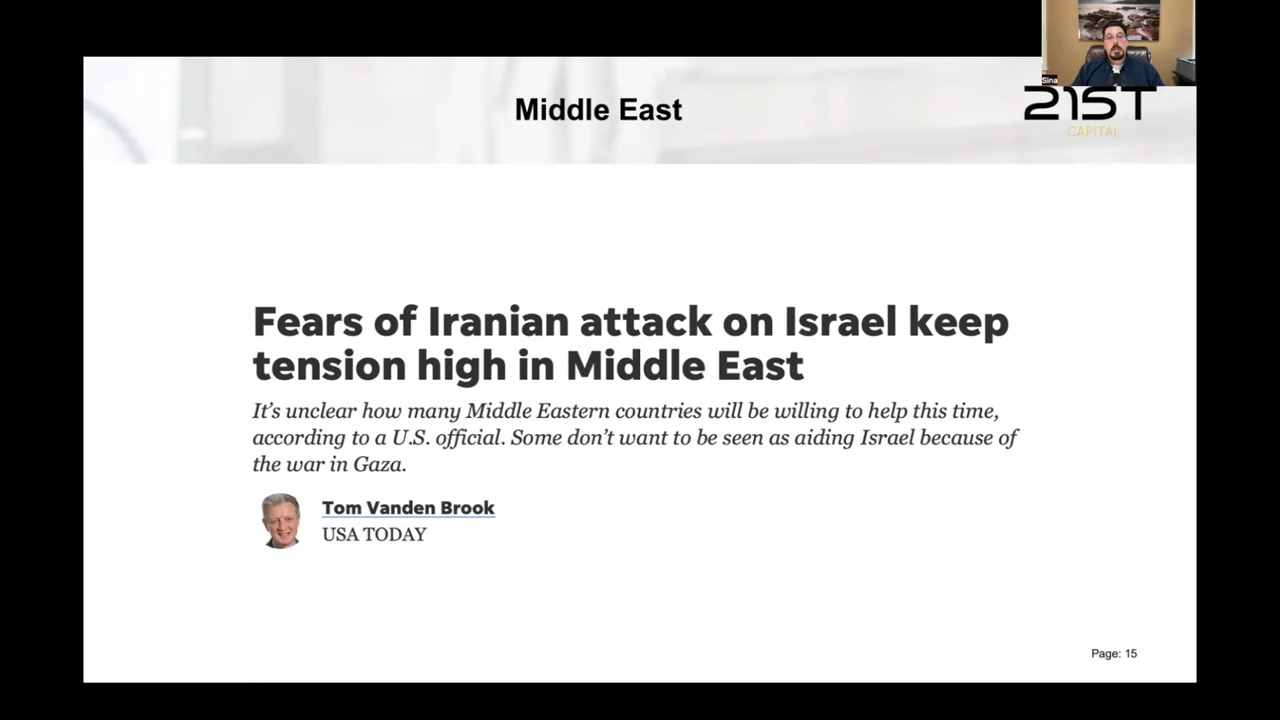 Sina
Middle East
21ST
CAPITAL
Fears of Iranian attack on Israel keep
tension high in Middle East
It's unclear how many Middle Eastern countries will be willing to help this time,
according to a U.S. official. Some don't want to be seen as aiding Israel because of
the war in Gaza.
Tom Vanden Brook
USA TODAY
Page: 15